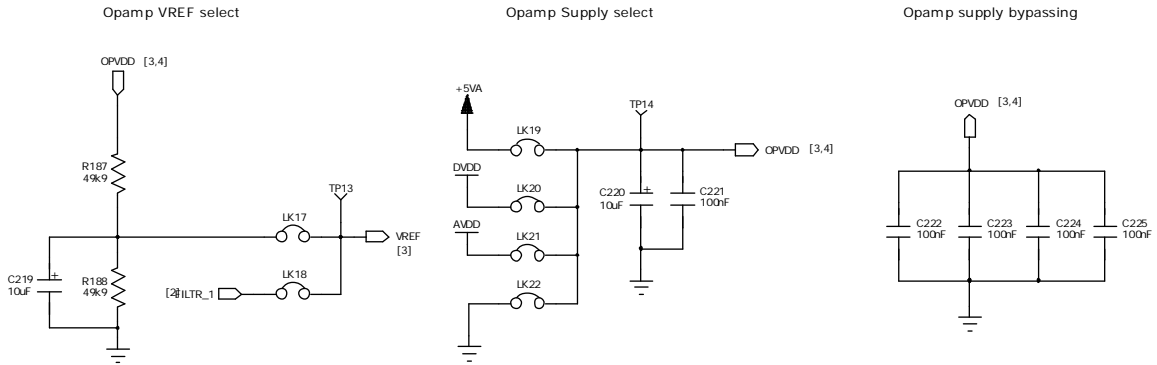 Opamp VREF select
OPVDD [3,4]
R187
49k9
TP13
LK17
VREF
[3]
C219
10uF
+
R188
49k9
LK18
[2]
FILTR_1
Opamp Supply select
+5VA
TP14
LK19
OPVDD [3,4]
DVDD
LK20
C220
10uF
+
C221
100nF
AVDD
LK21
LK22
Opamp supply bypassing
OPVDD [3,4]
C222
100nF
C223
100nF
C224
100nF
C225
100nF